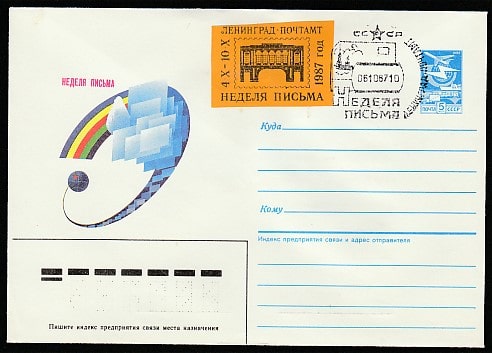 НЕДЕЛЯ ПИСЬМА
ЛЕНИНГРАД-ПОЧТАМТ
4 X-10 X
1987 год
НЕДЕЛЯ ПИСЬМА
СССР
06108710
НЕДЕЛЯ
ПИСЬМА
ПОЧТА 5 СССР
Куда
Кому
Индекс предприятия связи и адрес отправителя
Пишите индекс предприятия связи места назначения